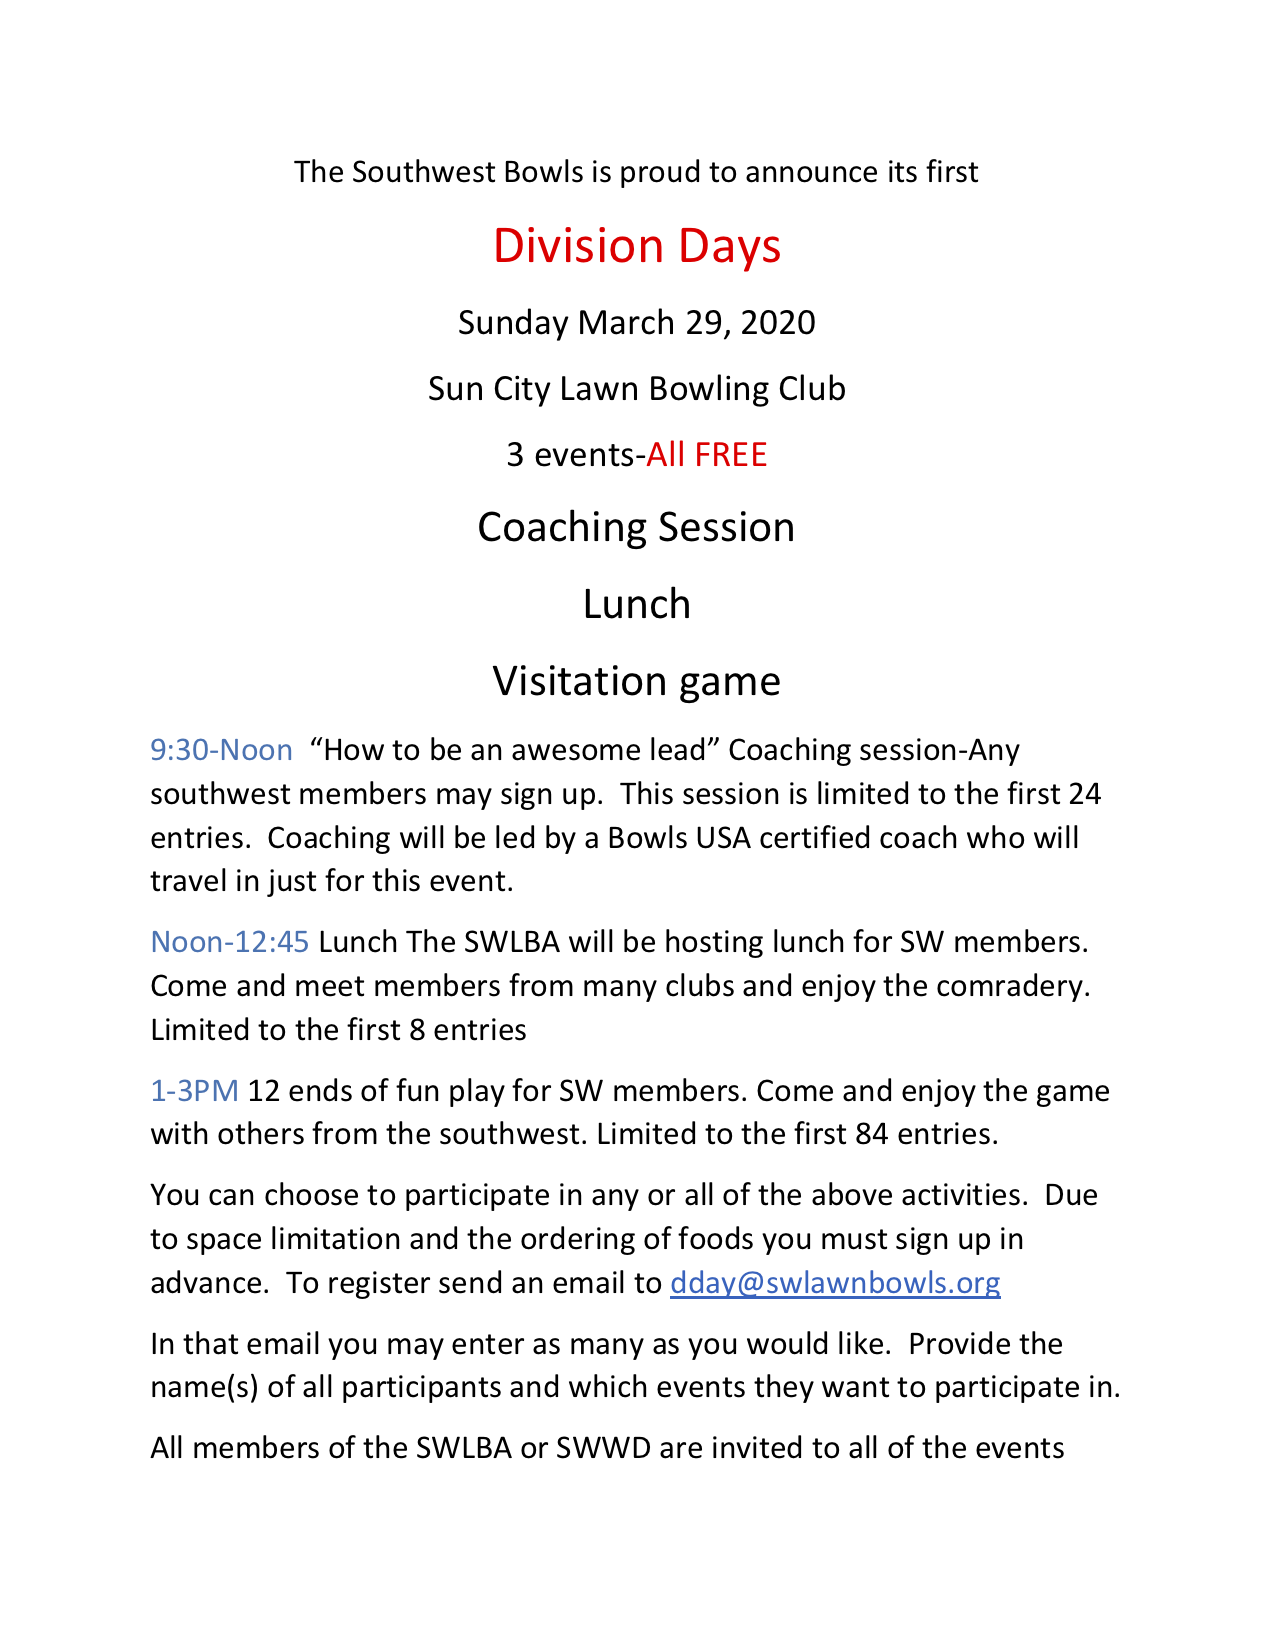 The Southwest Bowls is proud to announce its first
Division Days
Sunday March 29, 2020
Sun City Lawn Bowling Club
3 events-All FREE
Coaching Session
Lunch
Visitation game
9:30-Noon  “How to be an awesome lead” Coaching session-Any
southwest members may sign up.  This session is limited to the first 24
entries.  Coaching will be led by a Bowls USA certified coach who will
travel in just for this event.
Noon-12:45 Lunch The SWLBA will be hosting lunch for SW members.
Come and meet members from many clubs and enjoy the comradery.
Limited to the first 8 entries
1-3PM 12 ends of fun play for SW members. Come and enjoy the game
with others from the southwest. Limited to the first 84 entries.
You can choose to participate in any or all of the above activities.  Due
to space limitation and the ordering of foods you must sign up in
advance.  To register send an email to dday@swlawnbowls.org
In that email you may enter as many as you would like.  Provide the
name(s) of all participants and which events they want to participate in.
All members of the SWLBA or SWWD are invited to all of the events